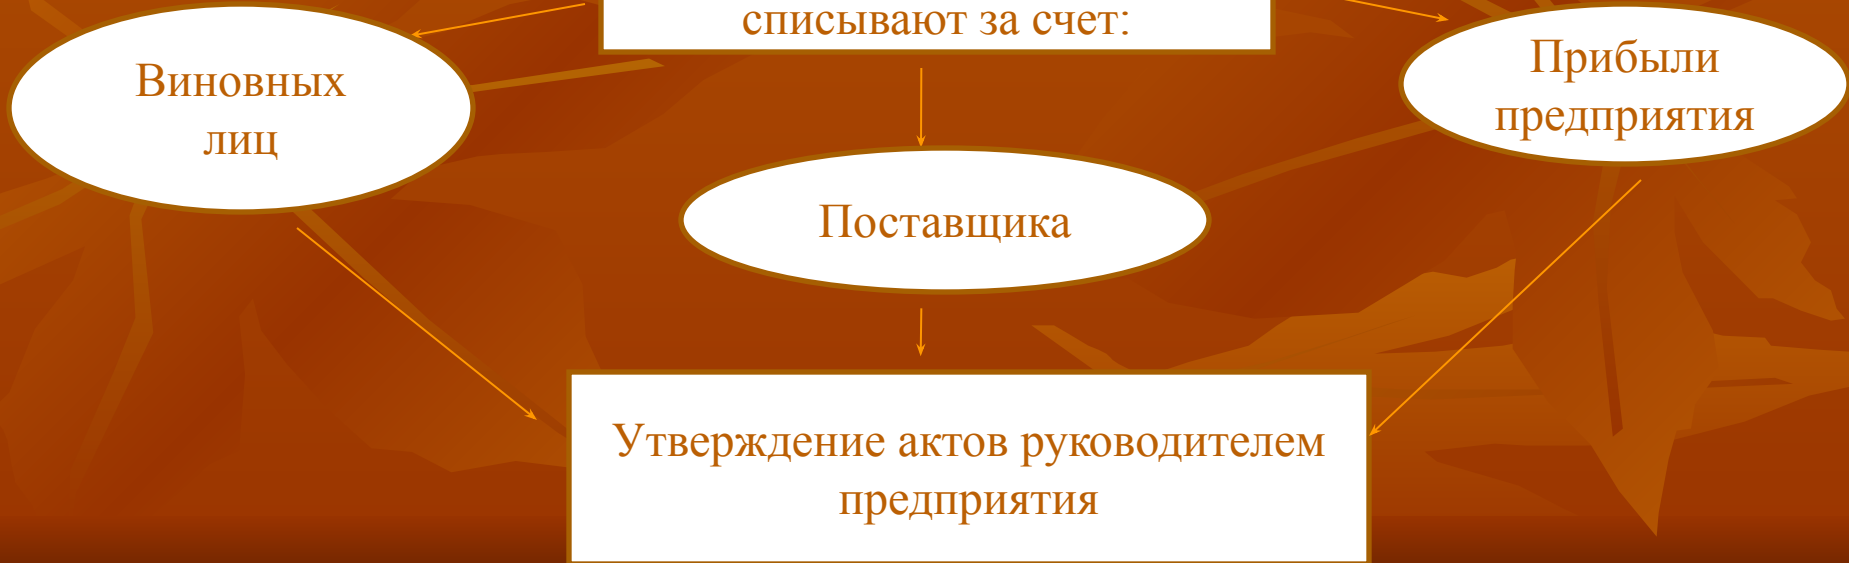 списывают за счет:
Виновных
лиц
Прибыли
предприятия
Поставщика
Утверждение актов руководителем
предприятия